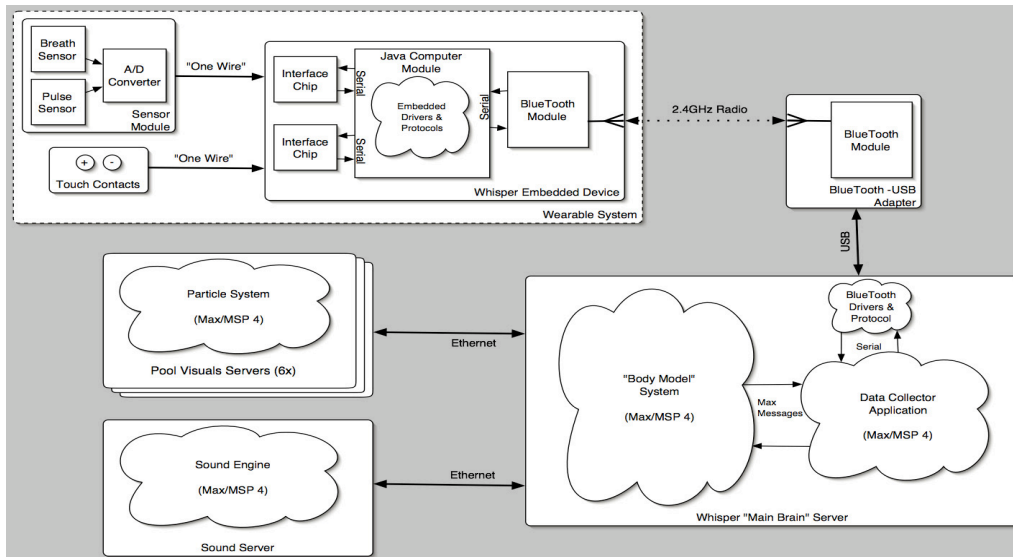 Breath
Sensor
Pulse
Sensor
A/D
Converter
Sensor
Module
"One Wire"
Touch Contacts
+ -
"One Wire"
Interface
Chip
Interface
Chip
Serial
Serial
Java Computer
Module
Embedded
Drivers &
Protocols
Serial
BlueTooth
Module
Whisper Embedded Device
Wearable System
2.4GHz Radio
BlueTooth
Module
BlueTooth -USB
Adapter
USB
Particle System
(Max/MSP 4)
Pool Visuals Servers (6x)
Ethernet
Sound Engine
(Max/MSP 4)
Sound Server
Ethernet
BlueTooth
Drivers &
Protocol
Serial
"Body Model"
System
(Max/MSP 4)
Max
Messages
Data Collector
Application
(Max/MSP 4)
Whisper "Main Brain" Server